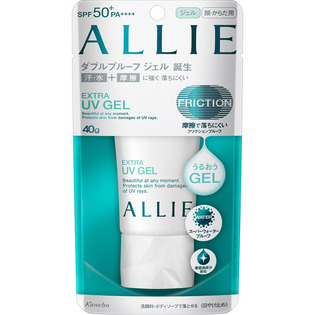 SPF50+ PA++++
ジェル 顔・からだ用
ALLIE
ダブルプルーフ ジェル 誕生
汗・水+摩擦に強く落ちにくい
EXTRA
UV GEL
Beautiful at any moment.
Protects skin from damages of UV rays.
40g
FRICTION
摩擦で落ちにくい
フリクションプルーフ
うるおう
GEL
EXTRA
UV GEL
Beautiful at any moment.
Protects skin from damages
of UV rays.
ALLIE
WATER
スーパーウォーター
プルーフ
Kanebo
洗顔料・ボディソープで落とせる
(日やけ止め)